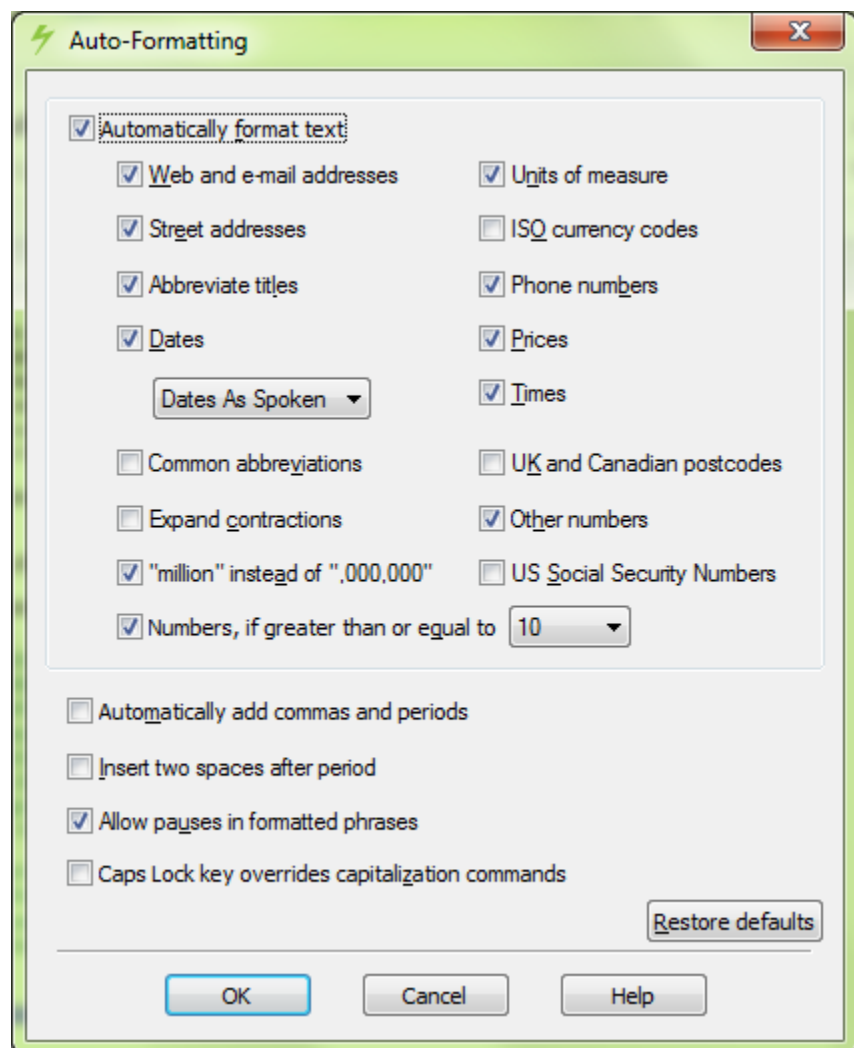 Auto-Formatting
Automatically format text
Web and e-mail addresses
Units of measure
Street addresses
ISO currency codes
Abbreviate titles
Phone numbers
Dates
Prices
Dates As Spoken
Times
Common abbreviations
UK and Canadian postcodes
Expand contractions
Other numbers
"million" instead of ",000,000"
US Social Security Numbers
Numbers, if greater than or equal to 10
Automatically add commas and periods
Insert two spaces after period
Allow pauses in formatted phrases
Caps Lock key overrides capitalization commands
Restore defaults
OK Cancel Help